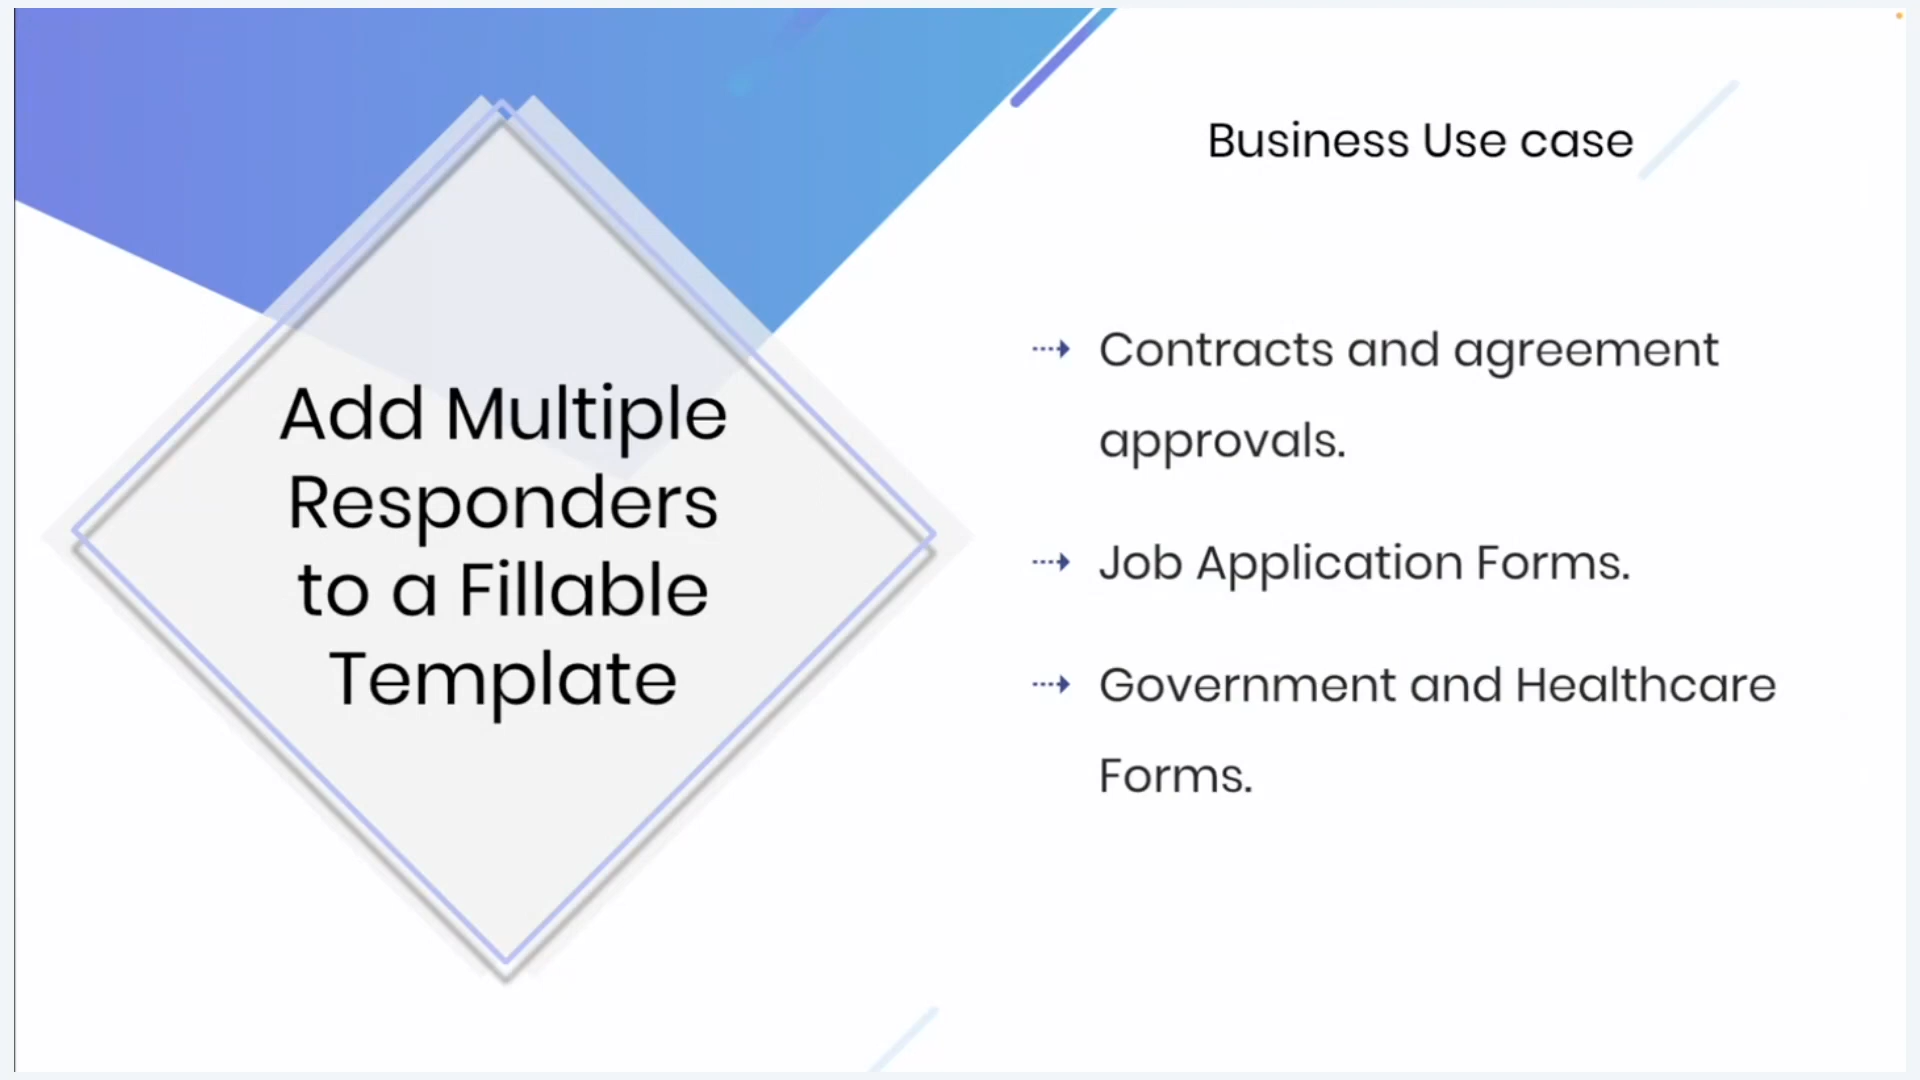 Add Multiple
Responders
to a Fillable
Template
Business Use case
Contracts and agreement
approvals.
Job Application Forms.
Government and Healthcare
Forms.